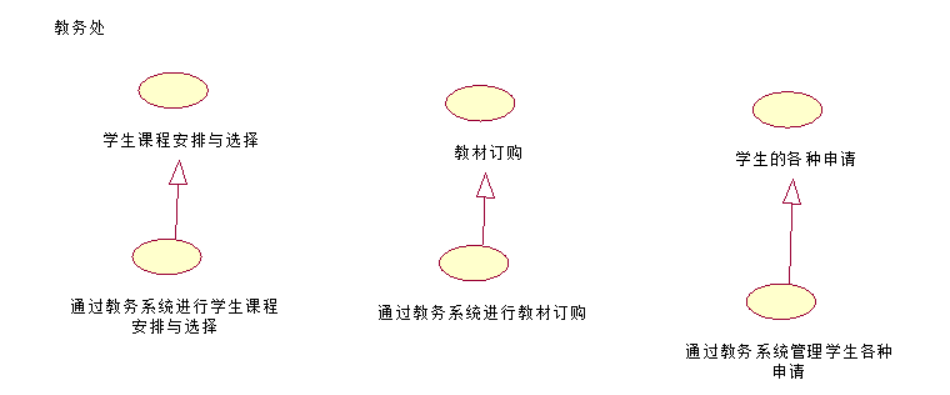 教务处
学生课程安排与选择
教材订购
学生的各种申请
通过教务系统进行学生课程
安排与选择
通过教务系统进行教材订购
通过教务系统管理学生各种
申请